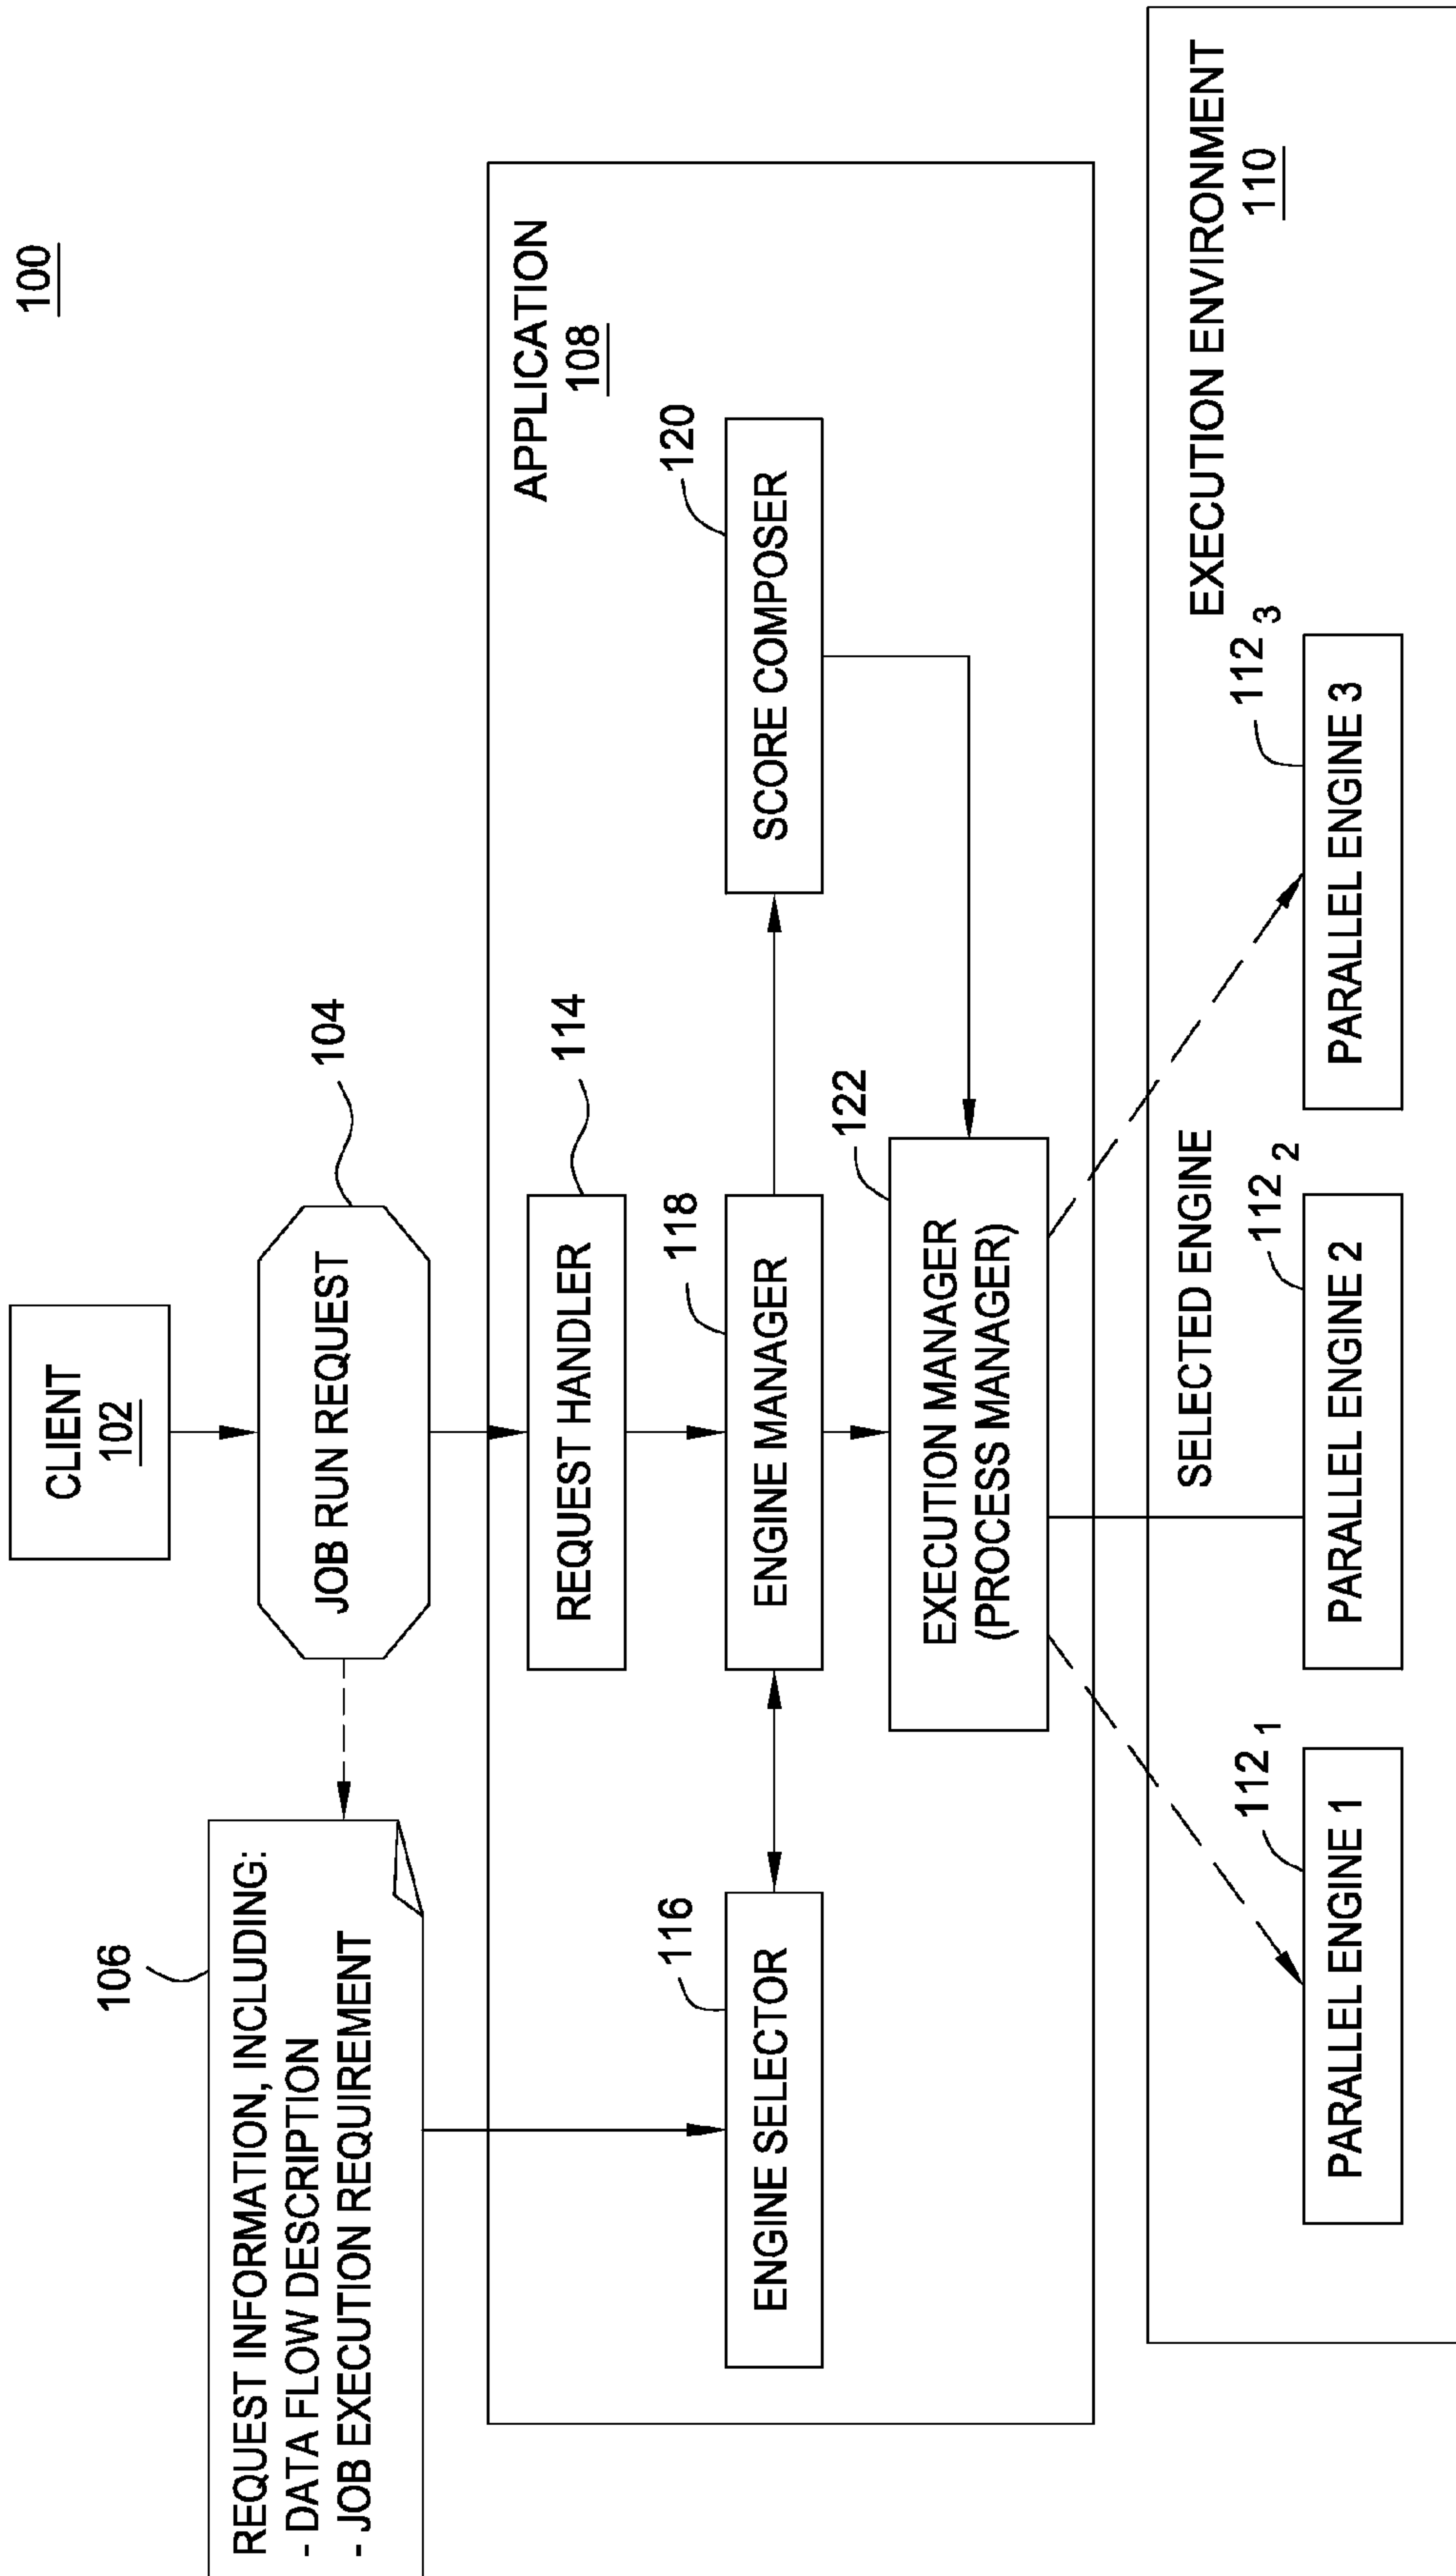 100
CLIENT
102
JOB RUN REQUEST
104
REQUEST INFORMATION, INCLUDING:
- DATA FLOW DESCRIPTION
- JOB EXECUTION REQUIREMENT
106
APPLICATION
108
REQUEST HANDLER
114
ENGINE SELECTOR
116
ENGINE MANAGER
118
SCORE COMPOSER
120
EXECUTION MANAGER
(PROCESS MANAGER)
122
EXECUTION ENVIRONMENT
110
SELECTED ENGINE
PARALLEL ENGINE 1
112 1
PARALLEL ENGINE 2
112 2
PARALLEL ENGINE 3
112 3